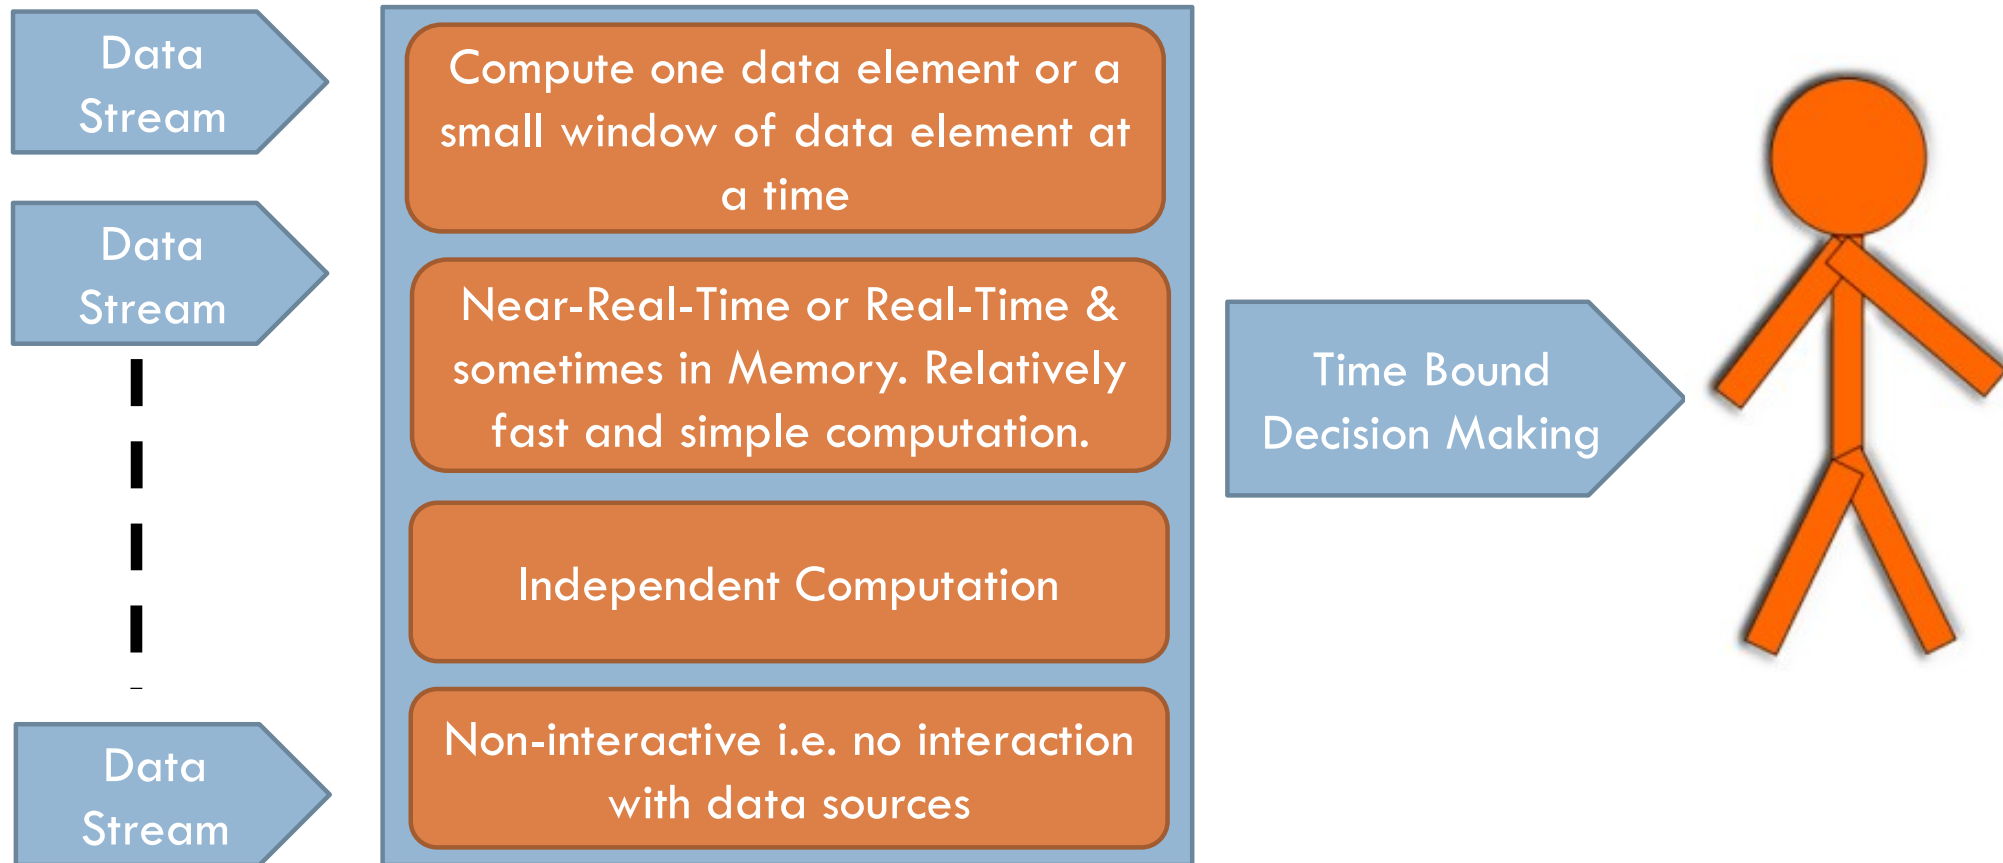 Data
Stream
Data
Stream
Data
Stream
Compute one data element or a
small window of data element at
a time
Near-Real-Time or Real-Time &
sometimes in Memory. Relatively
fast and simple computation.
Independent Computation
Non-interactive i.e. no interaction
with data sources
Time Bound
Decision Making